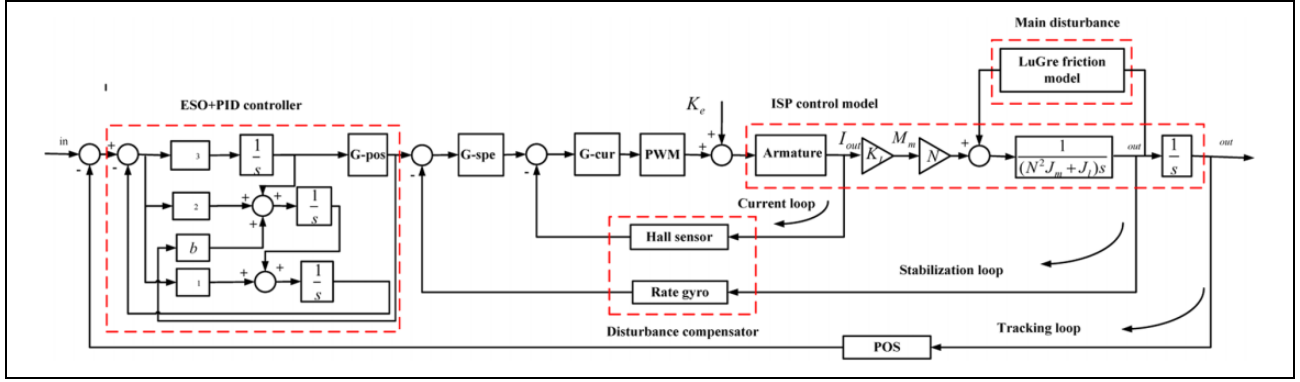 Main disturbance
LuGre friction
model
ESO+PID controller
K_e
ISP control model
in
+
-
+
-
3
1
s
G-pos
-
G-spe
-
G-cur
PWM
+
+
Armature
I_out
K_t
M_m
N
+
1
(N²J_m + J_l)s
out
1
s
out
2
+
+
+
1
s
b
1
+
+
+
1
s
Current loop
Hall sensor
Stabilization loop
Rate gyro
Disturbance compensator
Tracking loop
POS